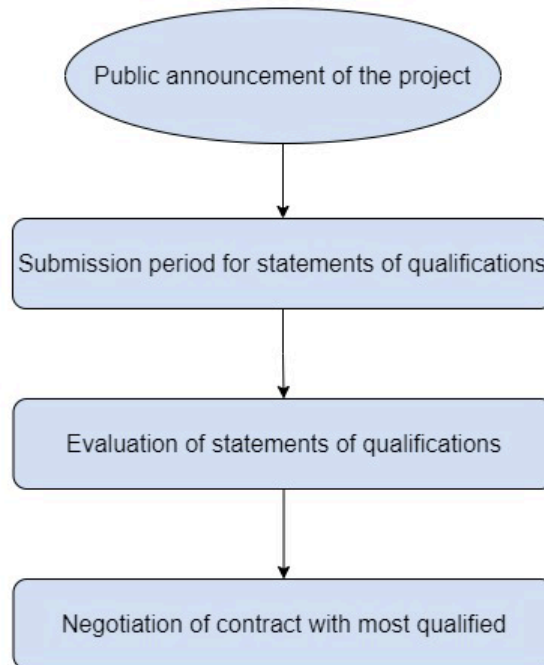 Public announcement of the project
Submission period for statements of qualifications
Evaluation of statements of qualifications
Negotiation of contract with most qualified